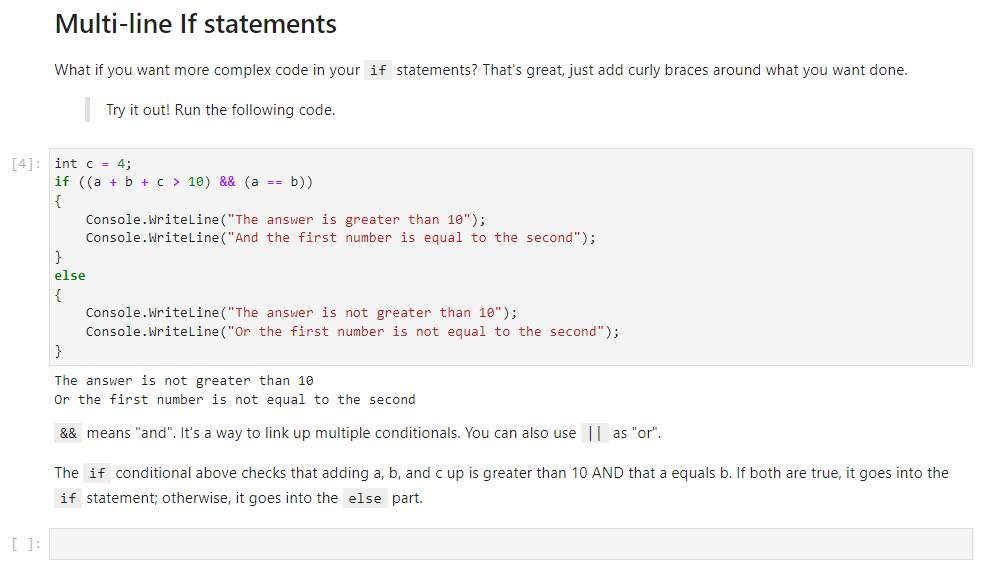 Multi-line If statements
What if you want more complex code in your if statements? That's great, just add curly braces around what you want done.
Try it out! Run the following code.
[4]: int c = 4;
if ((a + b + c > 10) && (a == b))
{
    Console.WriteLine("The answer is greater than 10");
    Console.WriteLine("And the first number is equal to the second");
}
else
{
    Console.WriteLine("The answer is not greater than 10");
    Console.WriteLine("Or the first number is not equal to the second");
}
The answer is not greater than 10
Or the first number is not equal to the second
&& means "and". It's a way to link up multiple conditionals. You can also use || as "or".
The if conditional above checks that adding a, b, and c up is greater than 10 AND that a equals b. If both are true, it goes into the
if statement; otherwise, it goes into the else part.
[ ]: